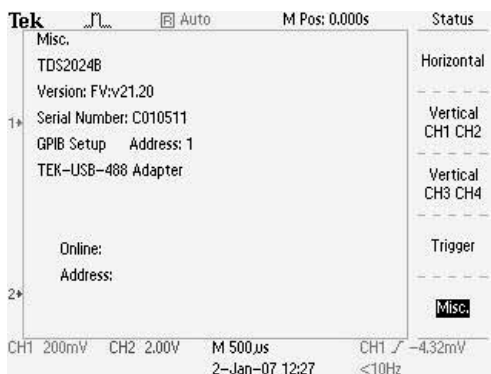 Tek R Auto M Pos: 0.000s Status
Misc.
TDS2024B
Version: FV:v21.20
Serial Number: C010511
GPIB Setup Address: 1
TEK-USB-488 Adapter
Online:
Address:
1
2
Horizontal
Vertical
CH1 CH2
Vertical
CH3 CH4
Trigger
Misc.
CH1 200mV CH2 2.00V M 500µs CH1 -4.32mV
2-Jan-07 12:27 <10Hz